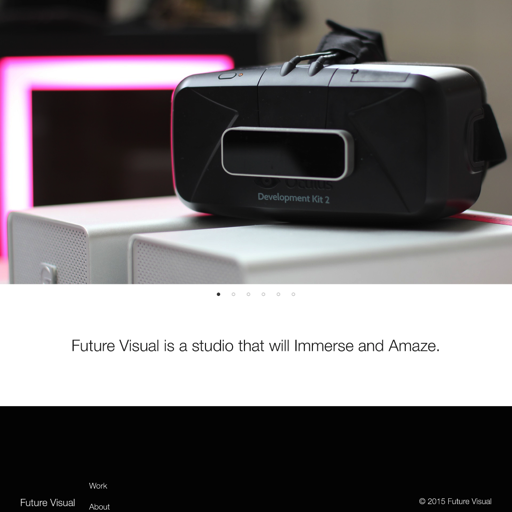 Development Kit 2
Future Visual is a studio that will Immerse and Amaze.
Work
Future Visual
About
© 2015 Future Visual